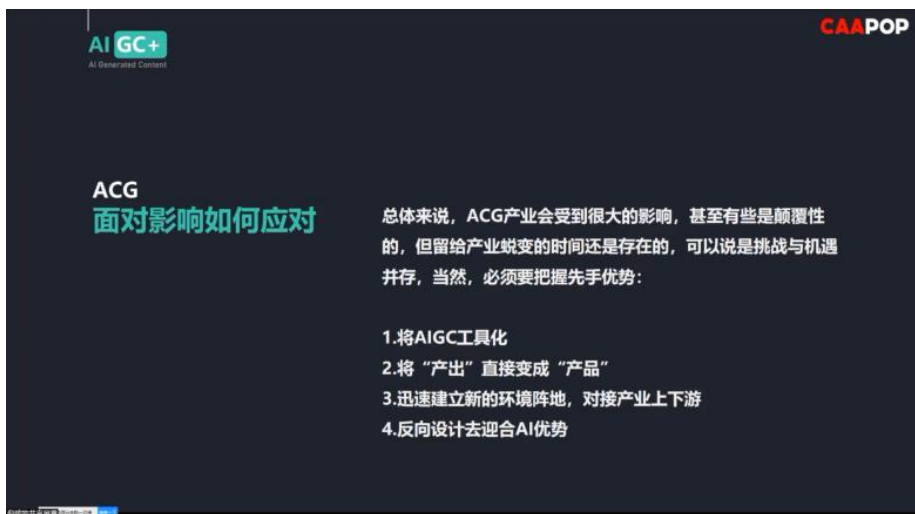 CAAPOP
AI GC+
AI Generated Content
ACG
面对影响如何应对
总体来说，ACG产业会受到很大的影响，甚至有些是颠覆性
的，但留给产业蜕变的时间还是存在的，可以说是挑战与机遇
并存，当然，必须要把握先手优势：
1.将AIGC工具化
2.将“产出”直接变成“产品”
3.迅速建立新的环境阵地，对接产业上下游
4.反向设计去迎合AI优势